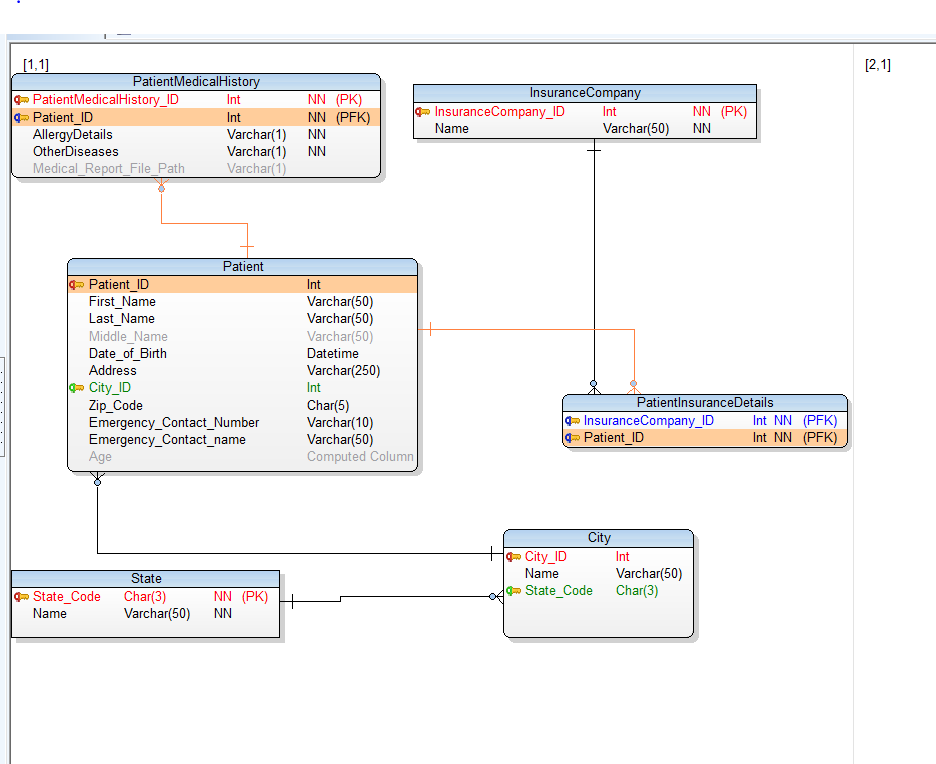 [1,1]
[2,1]
PatientMedicalHistory
PatientMedicalHistory_ID Int NN (PK)
Patient_ID Int NN (PFK)
AllergyDetails Varchar(1) NN
OtherDiseases Varchar(1) NN
Medical_Report_File_Path Varchar(1)
InsuranceCompany
InsuranceCompany_ID Int NN (PK)
Name Varchar(50) NN
Patient
Patient_ID Int
First_Name Varchar(50)
Last_Name Varchar(50)
Middle_Name Varchar(50)
Date_of_Birth Datetime
Address Varchar(250)
City_ID Int
Zip_Code Char(5)
Emergency_Contact_Number Varchar(10)
Emergency_Contact_name Varchar(50)
Age Computed Column
PatientInsuranceDetails
InsuranceCompany_ID Int NN (PFK)
Patient_ID Int NN (PFK)
City
City_ID Int
Name Varchar(50)
State_Code Char(3)
State
State_Code Char(3) NN (PK)
Name Varchar(50) NN